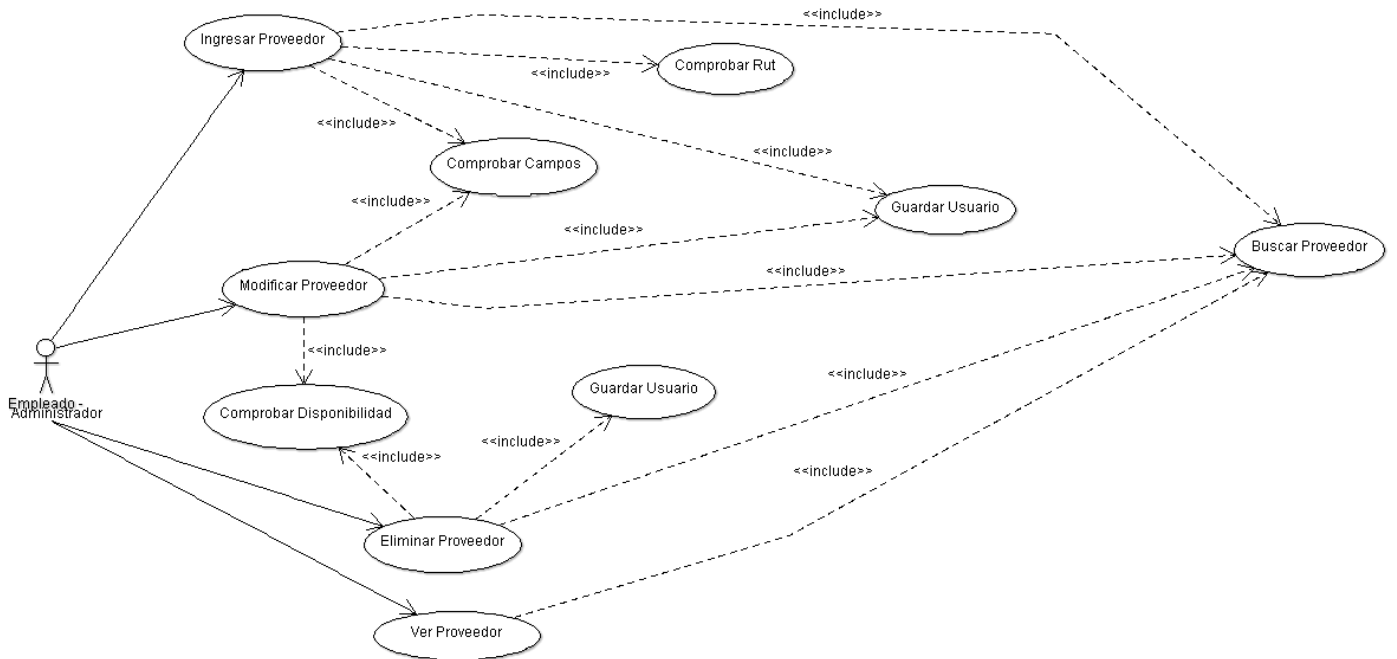 <<include>>
Ingresar Proveedor
Comprobar Rut
<<include>>
<<include>>
<<include>>
Comprobar Campos
<<include>>
Guardar Usuario
<<include>>
Buscar Proveedor
<<include>>
Modificar Proveedor
<<include>>
<<include>>
Guardar Usuario
Empleado -
Administrador
Comprobar Disponibilidad
<<include>>
<<include>>
<<include>>
Eliminar Proveedor
Ver Proveedor